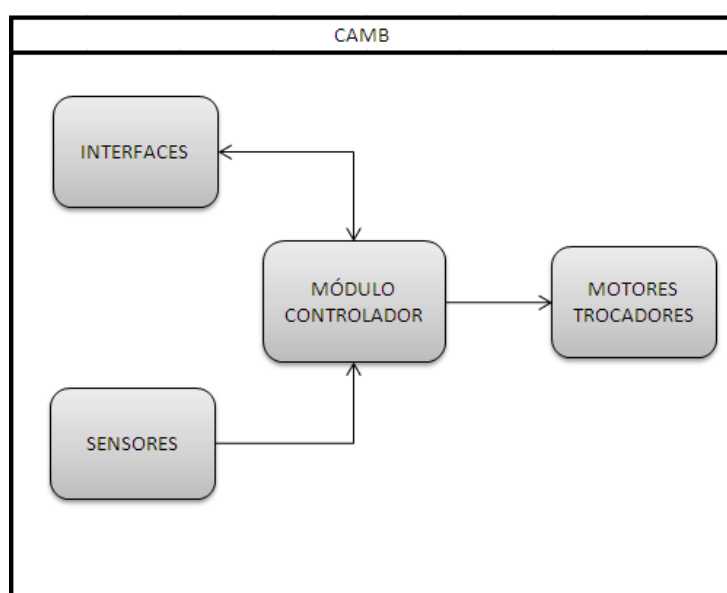 CAMB
INTERFACES
MÓDULO
CONTROLADOR
MOTORES
TROCADORES
SENSORES